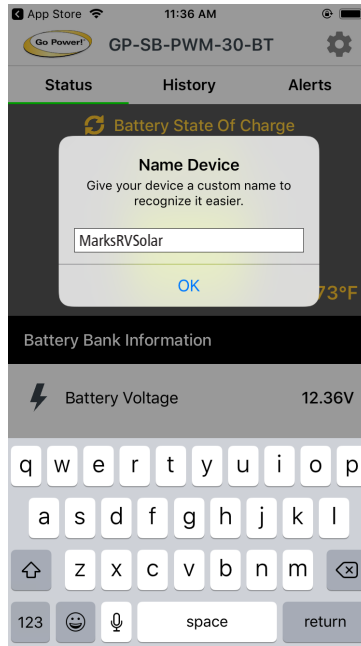 App Store 11:36 AM
Go Power! GP-SB-PWM-30-BT
Status History Alerts
Battery State Of Charge
Name Device
Give your device a custom name to
recognize it easier.
MarksRVSolar
OK
73°F
Battery Bank Information
Battery Voltage 12.36V
q w e r t y u i o p
a s d f g h j k l
z x c v b n m
123 space return